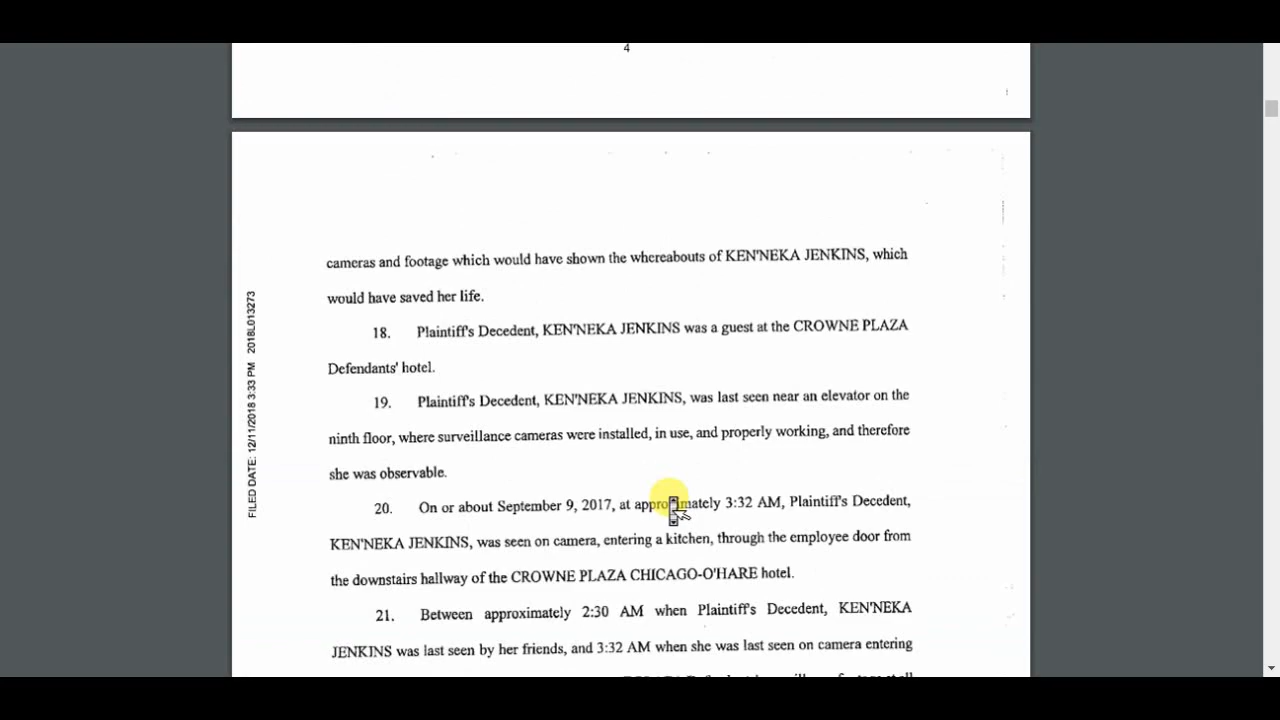 4
cameras and footage which would have shown the whereabouts of KEN'NEKA JENKINS, which
would have saved her life.
18. Plaintiff's Decedent, KEN'NEKA JENKINS was a guest at the CROWNE PLAZA
Defendants' hotel.
19. Plaintiff's Decedent, KEN'NEKA JENKINS, was last seen near an elevator on the
ninth floor, where surveillance cameras were installed, in use, and properly working, and therefore
she was observable.
20. On or about September 9, 2017, at approximately 3:32 AM, Plaintiff's Decedent,
KEN'NEKA JENKINS, was seen on camera, entering a kitchen, through the employee door from
the downstairs hallway of the CROWNE PLAZA CHICAGO-O'HARE hotel.
21. Between approximately 2:30 AM when Plaintiff's Decedent, KEN'NEKA
JENKINS was last seen by her friends, and 3:32 AM when she was last seen on camera entering
FILED DATE: 12/11/2018 3:33 PM 2018L013273